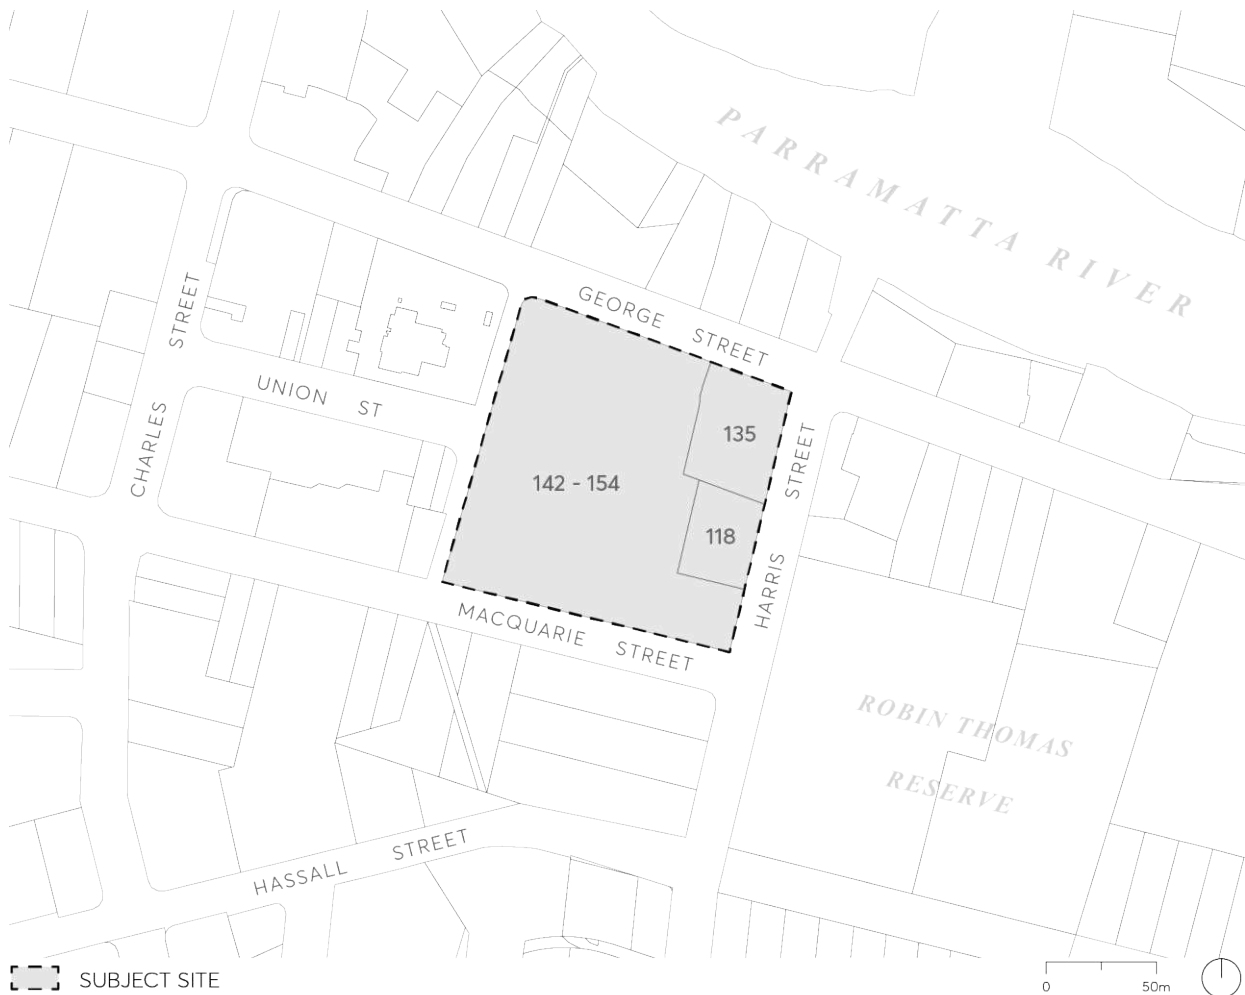 PARRAMATTA RIVER
GEORGE STREET
CHARLES STREET
UNION ST
135
HARRIS STREET
142 - 154
118
MACQUARIE STREET
ROBIN THOMAS
RESERVE
HASSALL STREET
SUBJECT SITE
0 50m